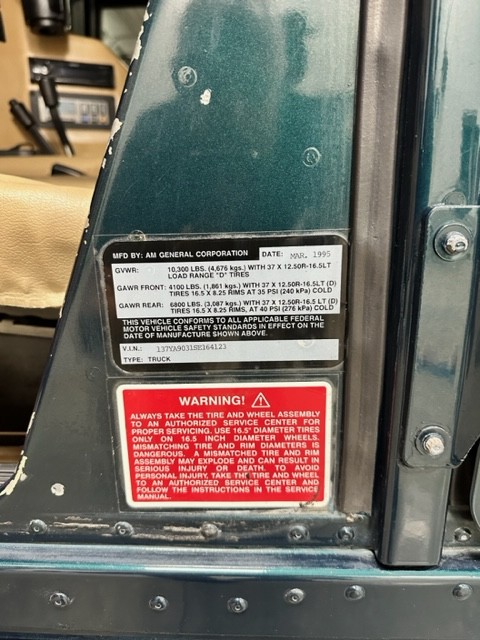 MFD BY: AM GENERAL CORPORATION DATE: MAR. 1995
GVWR: 10,300 LBS. (4,676 kgs.) WITH 37 X 12.50R-16.5LT
LOAD RANGE "D" TIRES
GAWR FRONT: 4100 LBS. (1,861 kgs.) WITH 37 X 12.50R-16.5LT (D)
TIRES 16.5 X 8.25 RIMS AT 35 PSI (240 kPa) COLD
GAWR REAR: 6800 LBS. (3,087 kgs.) WITH 37 X 12.50R-16.5 LT (D)
TIRES 16.5 X 8.25 RIMS, AT 40 PSI (276 kPa) COLD
THIS VEHICLE CONFORMS TO ALL APPLICABLE FEDERAL
MOTOR VEHICLE SAFETY STANDARDS IN EFFECT ON THE
DATE OF MANUFACTURE SHOWN ABOVE.
V.I.N.:
TYPE: TRUCK
WARNING!
ALWAYS TAKE THE TIRE AND WHEEL ASSEMBLY
TO AN AUTHORIZED SERVICE CENTER FOR
PROPER SERVICING. USE 16.5" DIAMETER TIRES
ONLY ON 16.5 INCH DIAMETER WHEELS.
MISMATCHING TIRE AND RIM DIAMETERS IS
DANGEROUS. A MISMATCHED TIRE AND RIM
ASSEMBLY MAY EXPLODE AND CAN RESULT IN
SERIOUS INJURY OR DEATH. TO AVOID
PERSONAL INJURY, TAKE THE TIRE AND WHEEL
TO AN AUTHORIZED SERVICE CENTER AND
FOLLOW THE INSTRUCTIONS IN THE SERVICE
MANUAL.